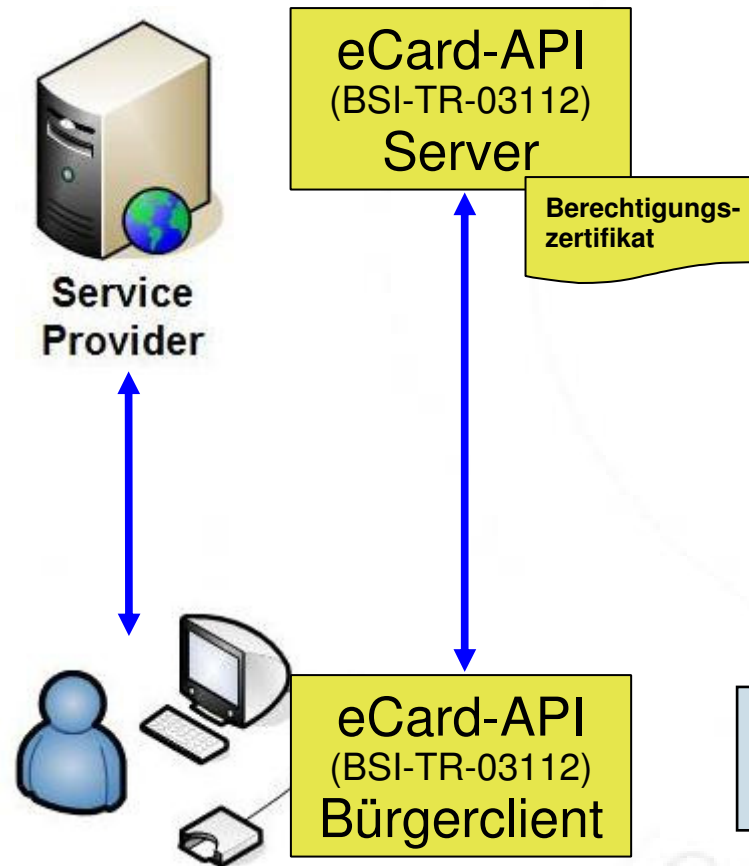 eCard-API
(BSI-TR-03112)
Server
Berechtigungs-
zertifikat
Service
Provider
eCard-API
(BSI-TR-03112)
Bürgerclient